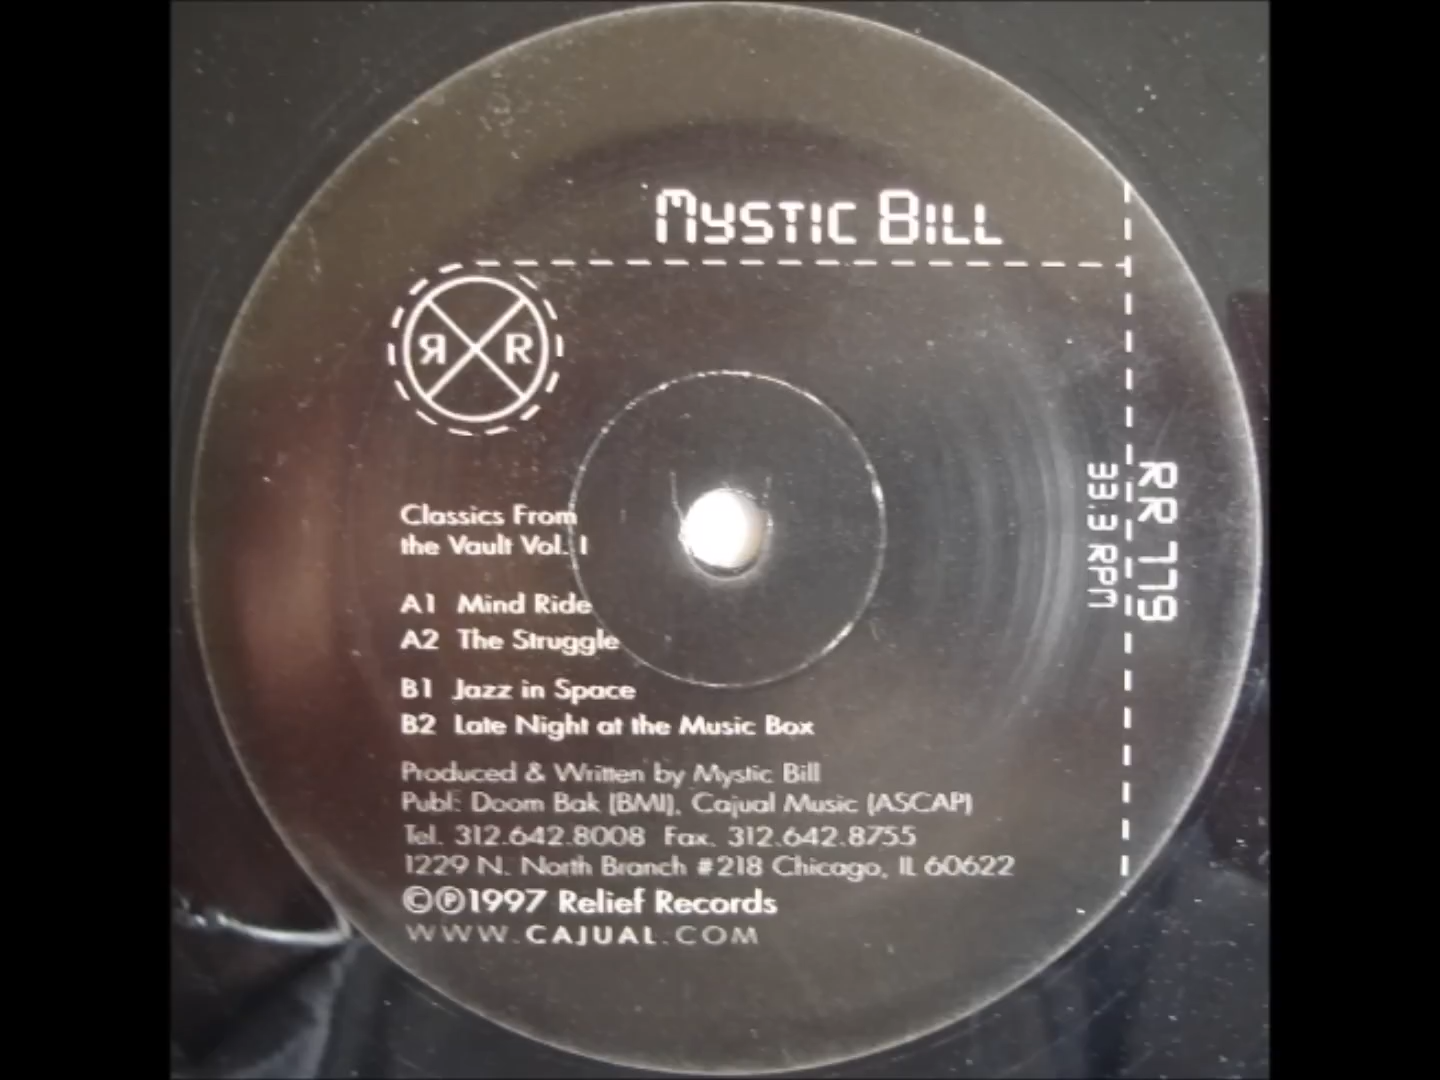 Mystic Bill
R R
Classics From
the Vault Vol. I
A1 Mind Ride
A2 The Struggle
B1 Jazz in Space
B2 Late Night at the Music Box
Produced & Written by Mystic Bill
Publ: Doom Bak (BMI), Cajual Music (ASCAP)
Tel. 312.642.8008 Fax. 312.642.8755
1229 N. North Branch #218 Chicago, IL 60622
©℗1997 Relief Records
WWW.CAJUAL.COM
RR 779
33.3 RPM